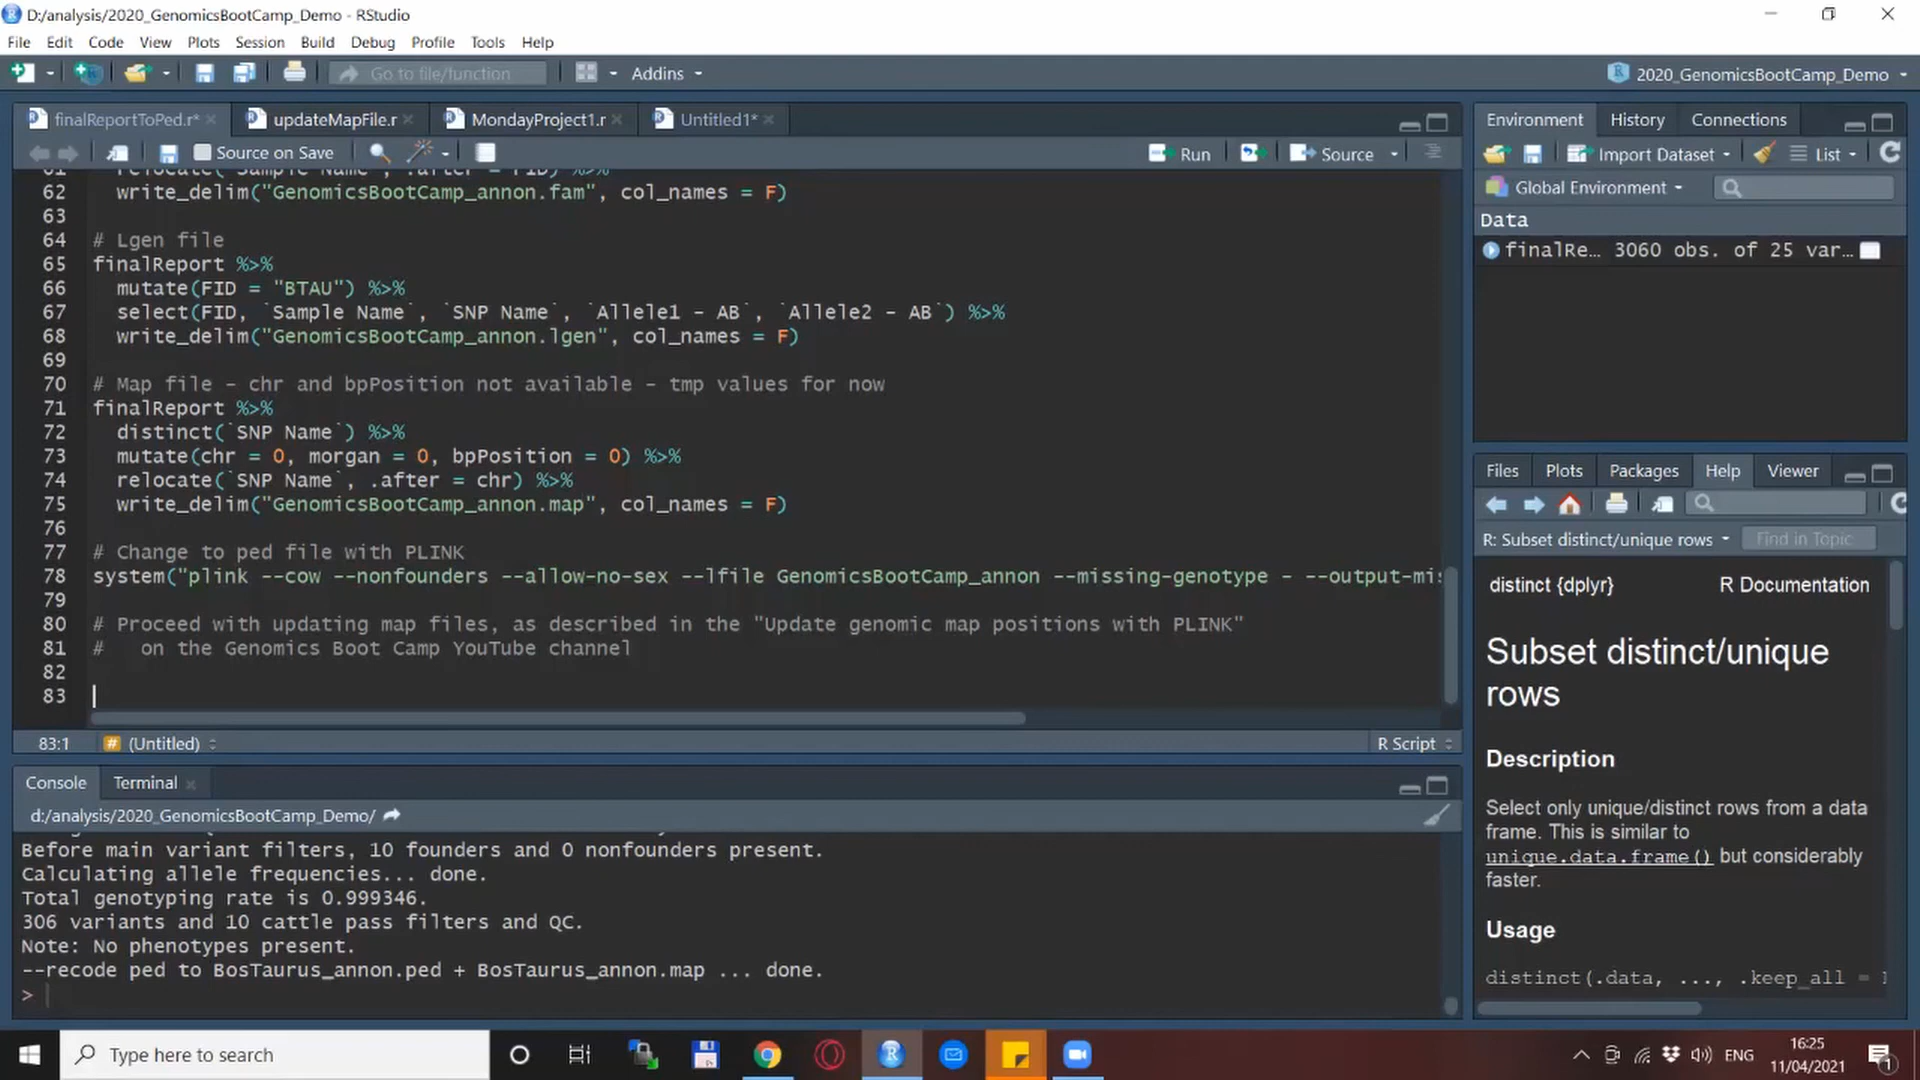 D:/analysis/2020_GenomicsBootCamp_Demo - RStudio
File Edit Code View Plots Session Build Debug Profile Tools Help
Go to file/function Addins 2020_GenomicsBootCamp_Demo
finalReportToPed.r* updateMapFile.r MondayProject1.r Untitled1*
Source on Save Run Source
61 relocate(`Sample Name`, .after = FID) %>%
62 write_delim("GenomicsBootCamp_annon.fam", col_names = F)
63
64 # Lgen file
65 finalReport %>%
66 mutate(FID = "BTAU") %>%
67 select(FID, `Sample Name`, `SNP Name`, `Allele1 - AB`, `Allele2 - AB`) %>%
68 write_delim("GenomicsBootCamp_annon.lgen", col_names = F)
69
70 # Map file - chr and bpPosition not available - tmp values for now
71 finalReport %>%
72 distinct(`SNP Name`) %>%
73 mutate(chr = 0, morgan = 0, bpPosition = 0) %>%
74 relocate(`SNP Name`, .after = chr) %>%
75 write_delim("GenomicsBootCamp_annon.map", col_names = F)
76
77 # Change to ped file with PLINK
78 system("plink --cow --nonfounders --allow-no-sex --lfile GenomicsBootCamp_annon --missing-genotype - --output-mis
79
80 # Proceed with updating map files, as described in the "Update genomic map positions with PLINK"
81 # on the Genomics Boot Camp YouTube channel
82
83
83:1 # (Untitled) R Script
Console Terminal
d:/analysis/2020_GenomicsBootCamp_Demo/
Before main variant filters, 10 founders and 0 nonfounders present.
Calculating allele frequencies... done.
Total genotyping rate is 0.999346.
306 variants and 10 cattle pass filters and QC.
Note: No phenotypes present.
--recode ped to BosTaurus_annon.ped + BosTaurus_annon.map ... done.
>
Environment History Connections
Import Dataset List
Global Environment
Data
finalRe… 3060 obs. of 25 var…
Files Plots Packages Help Viewer
R: Subset distinct/unique rows Find in Topic
distinct {dplyr} R Documentation
Subset distinct/unique
rows
Description
Select only unique/distinct rows from a data
frame. This is similar to
unique.data.frame() but considerably
faster.
Usage
distinct(.data, ..., .keep_all =
Type here to search
ENG
16:25
11/04/2021
1